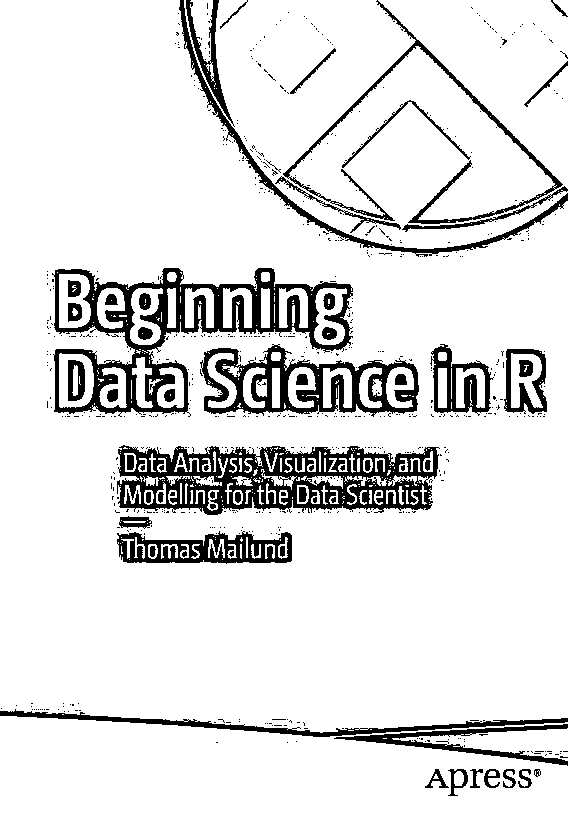 Beginning
Data Science in R
Data Analysis, Visualization, and
Modelling for the Data Scientist
—
Thomas Mailund
Apress®